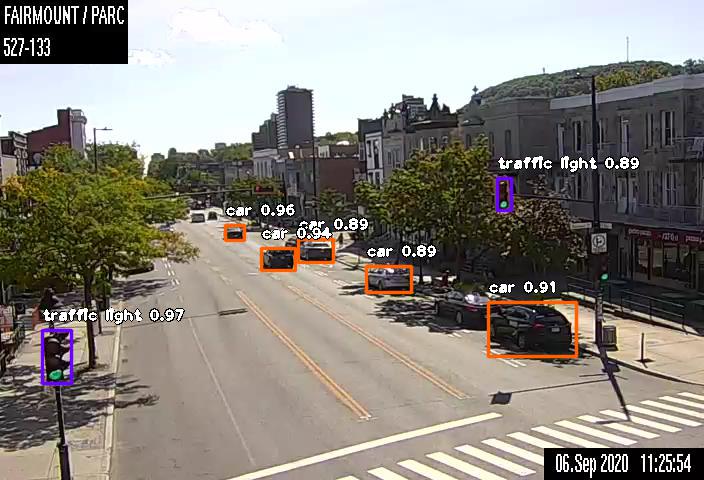 FAIRMOUNT / PARC
527-133
traffic light 0.89
car 0.96
car 0.89
car 0.94
car 0.89
car 0.91
traffic light 0.97
P
06.Sep 2020 11:25:54